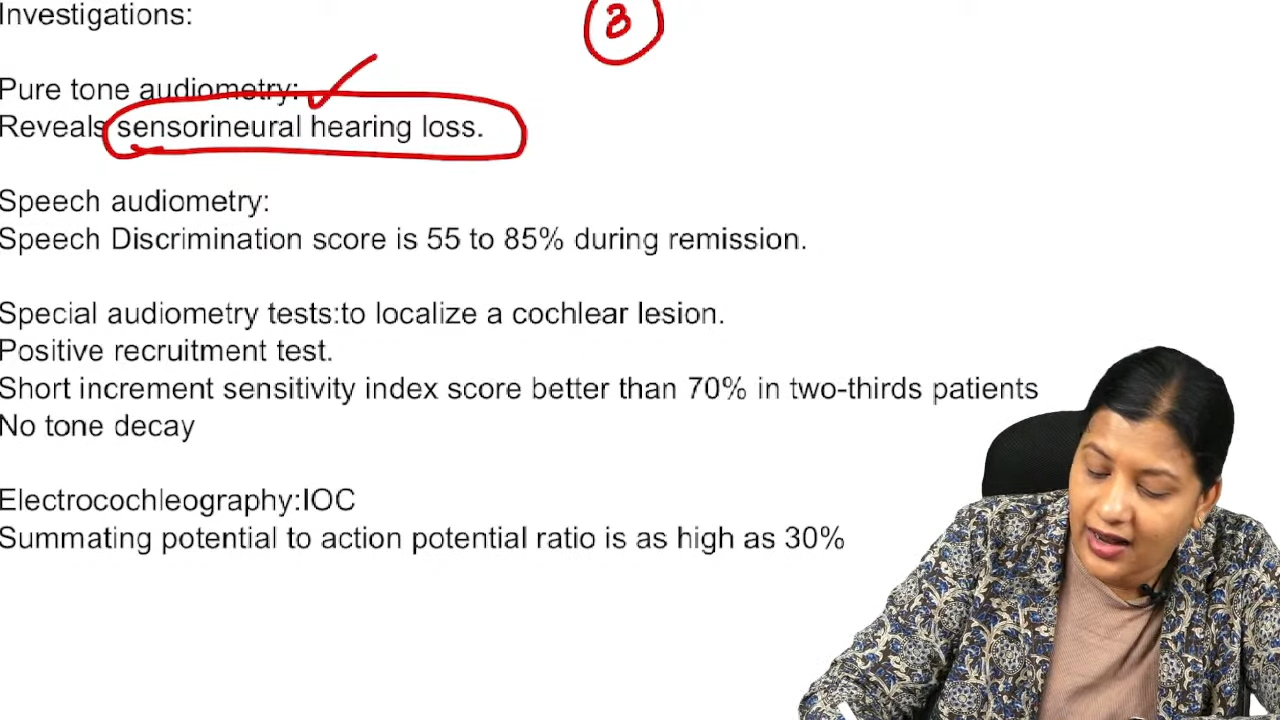 Investigations:
3
Pure tone audiometry:
Reveals sensorineural hearing loss.
Speech audiometry:
Speech Discrimination score is 55 to 85% during remission.
Special audiometry tests:to localize a cochlear lesion.
Positive recruitment test.
Short increment sensitivity index score better than 70% in two-thirds patients
No tone decay
Electrocochleography:IOC
Summating potential to action potential ratio is as high as 30%